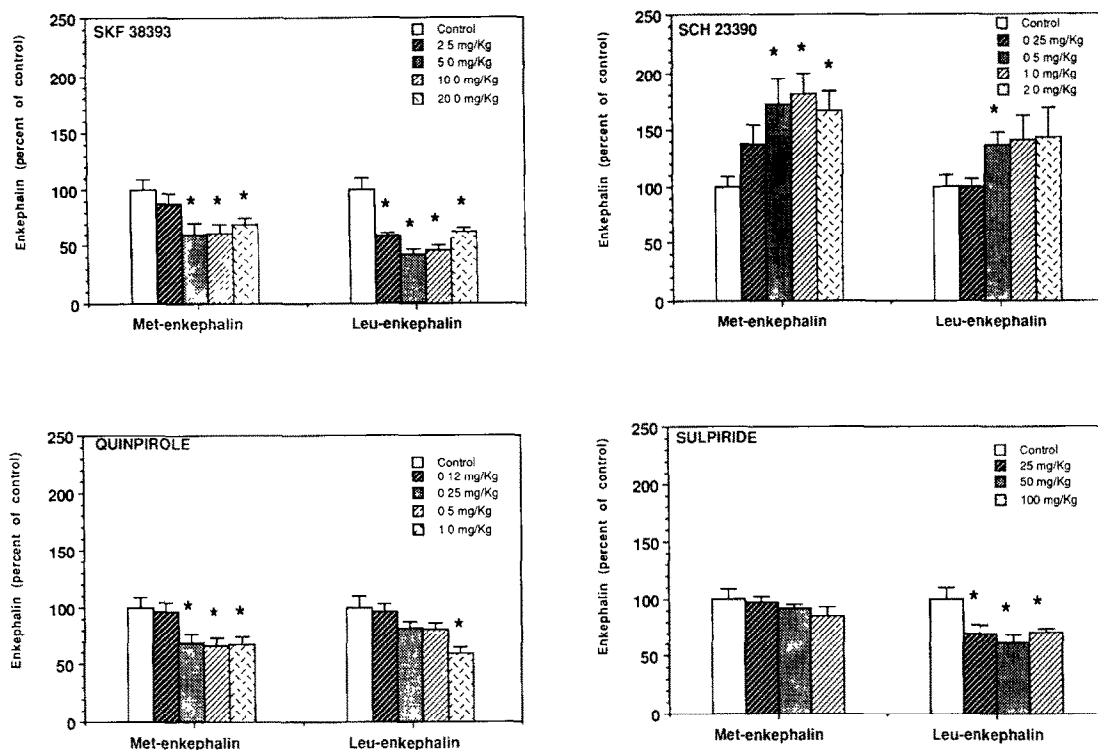 SKF 38393
Enkephalin (percent of control)
250
200
150
100
50
0
Control
2 5 mg/Kg
5 0 mg/Kg
10 0 mg/Kg
20 0 mg/Kg
*
*
*
*
*
*
*
Met-enkephalin
Leu-enkephalin
SCH 23390
Enkephalin (percent of control)
250
200
150
100
50
0
Control
0 25 mg/Kg
0 5 mg/Kg
1 0 mg/Kg
2 0 mg/Kg
*
*
*
*
Met-enkephalin
Leu-enkephalin
QUINPIROLE
Enkephalin (percent of control)
250
200
150
100
50
0
Control
0 12 mg/Kg
0 25 mg/Kg
0 5 mg/Kg
1 0 mg/Kg
*
*
*
*
Met-enkephalin
Leu-enkephalin
SULPIRIDE
Enkephalin (percent of control)
250
200
150
100
50
0
Control
25 mg/Kg
50 mg/Kg
100 mg/Kg
*
*
*
Met-enkephalin
Leu-enkephalin